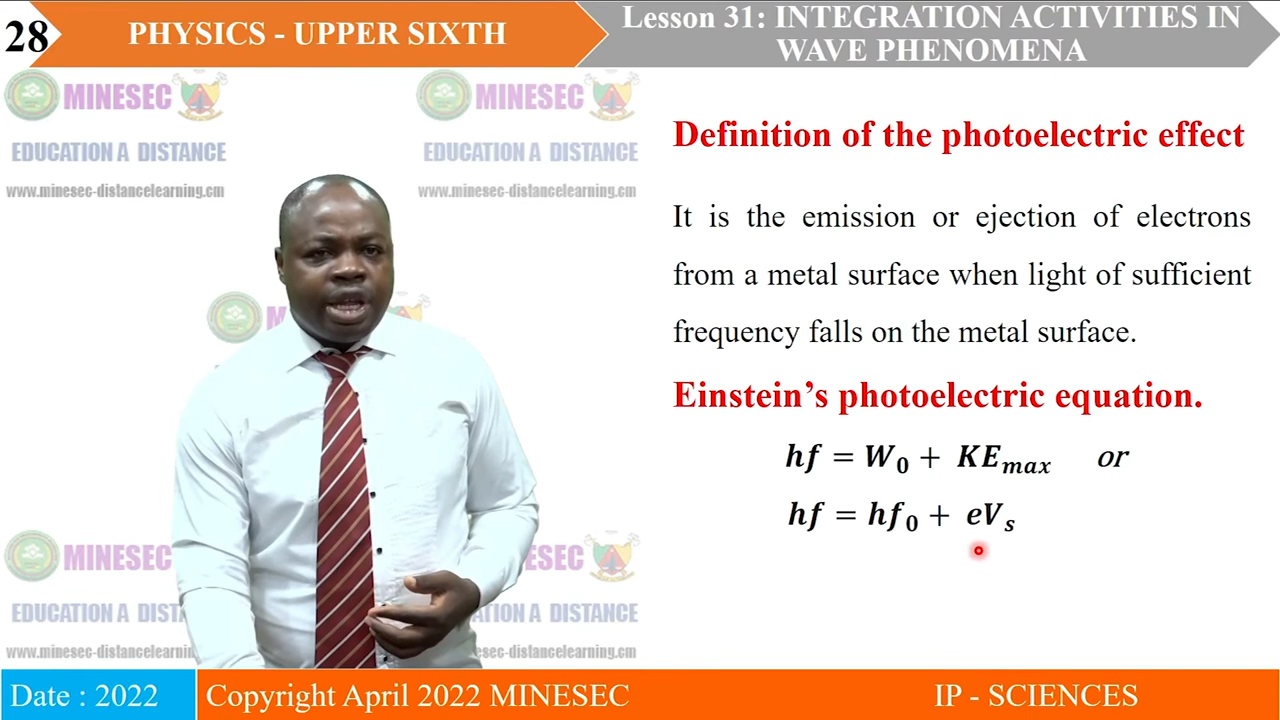 28
PHYSICS - UPPER SIXTH
Lesson 31: INTEGRATION ACTIVITIES IN
WAVE PHENOMENA
MINESEC
MINESEC
EDUCATION A DISTANCE
EDUCATION A DISTANCE
www.minesec-distancelearning.cm
www.minesec-distancelearning.cm
Definition of the photoelectric effect
It is the emission or ejection of electrons
from a metal surface when light of sufficient
frequency falls on the metal surface.
Einstein's photoelectric equation.
hf = W₀ + KEₘₐₓ or
hf = hf₀ + eVₛ
MINESEC
EDUCATION A DIST
ATION A DISTANCE
www.minesec-distancelearnin
sec-distancelearning.cm
Date : 2022
Copyright April 2022 MINESEC
IP - SCIENCES